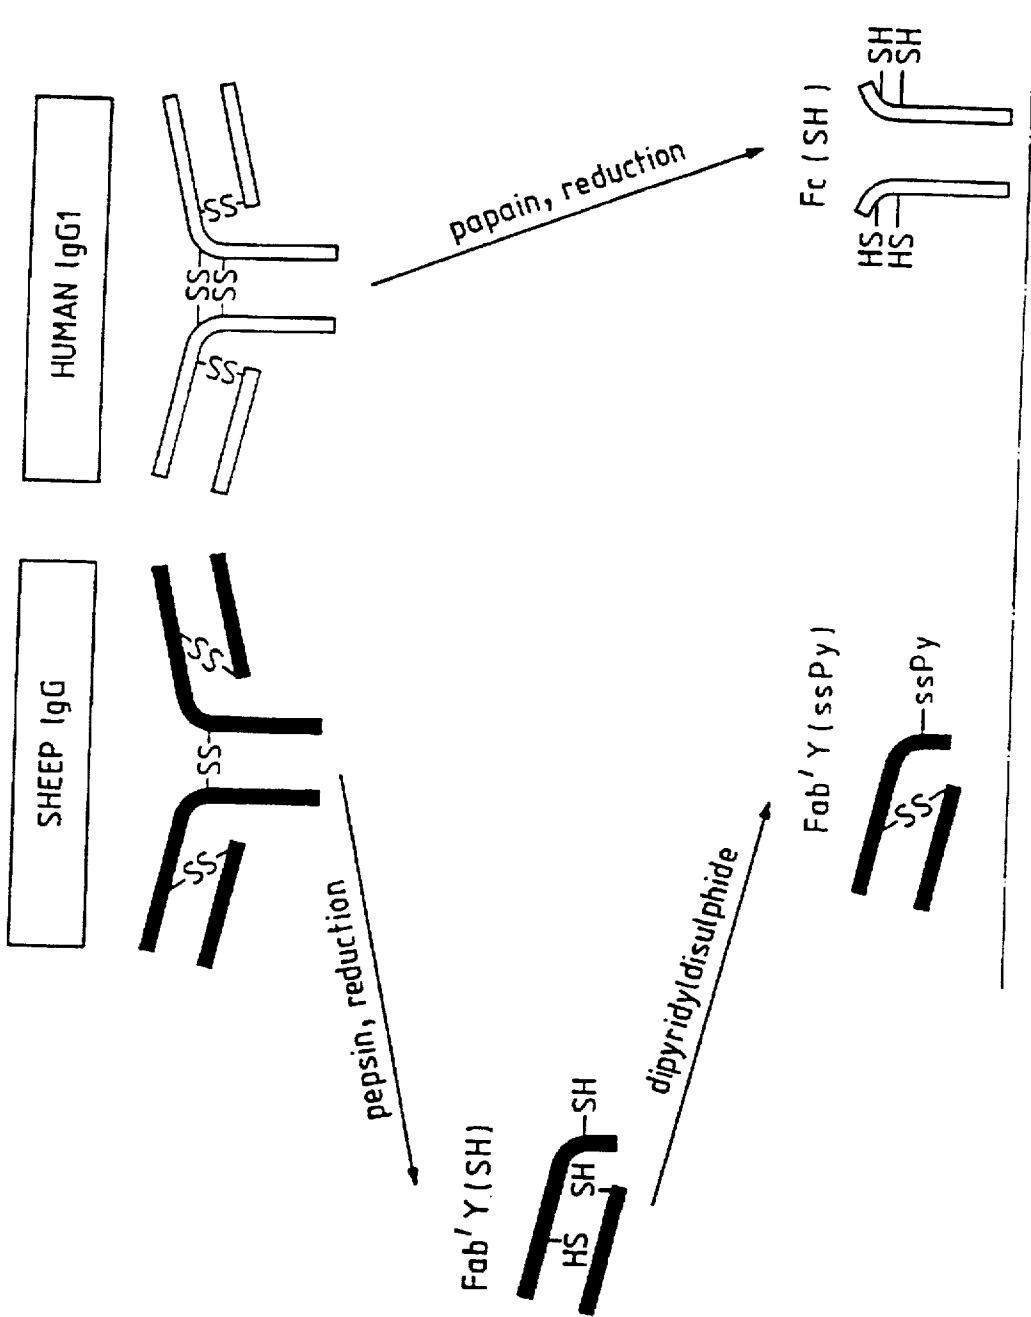 SHEEP IgG
HUMAN IgG1
SS
SS
SS
SS
SS
SS
SS
pepsin, reduction
papain, reduction
Fab' γ (SH)
HS
SH
SH
dipyridyldisulphide
Fab' γ (ssPy)
SS
ssPy
Fc (SH)
HS
HS
SH
SH